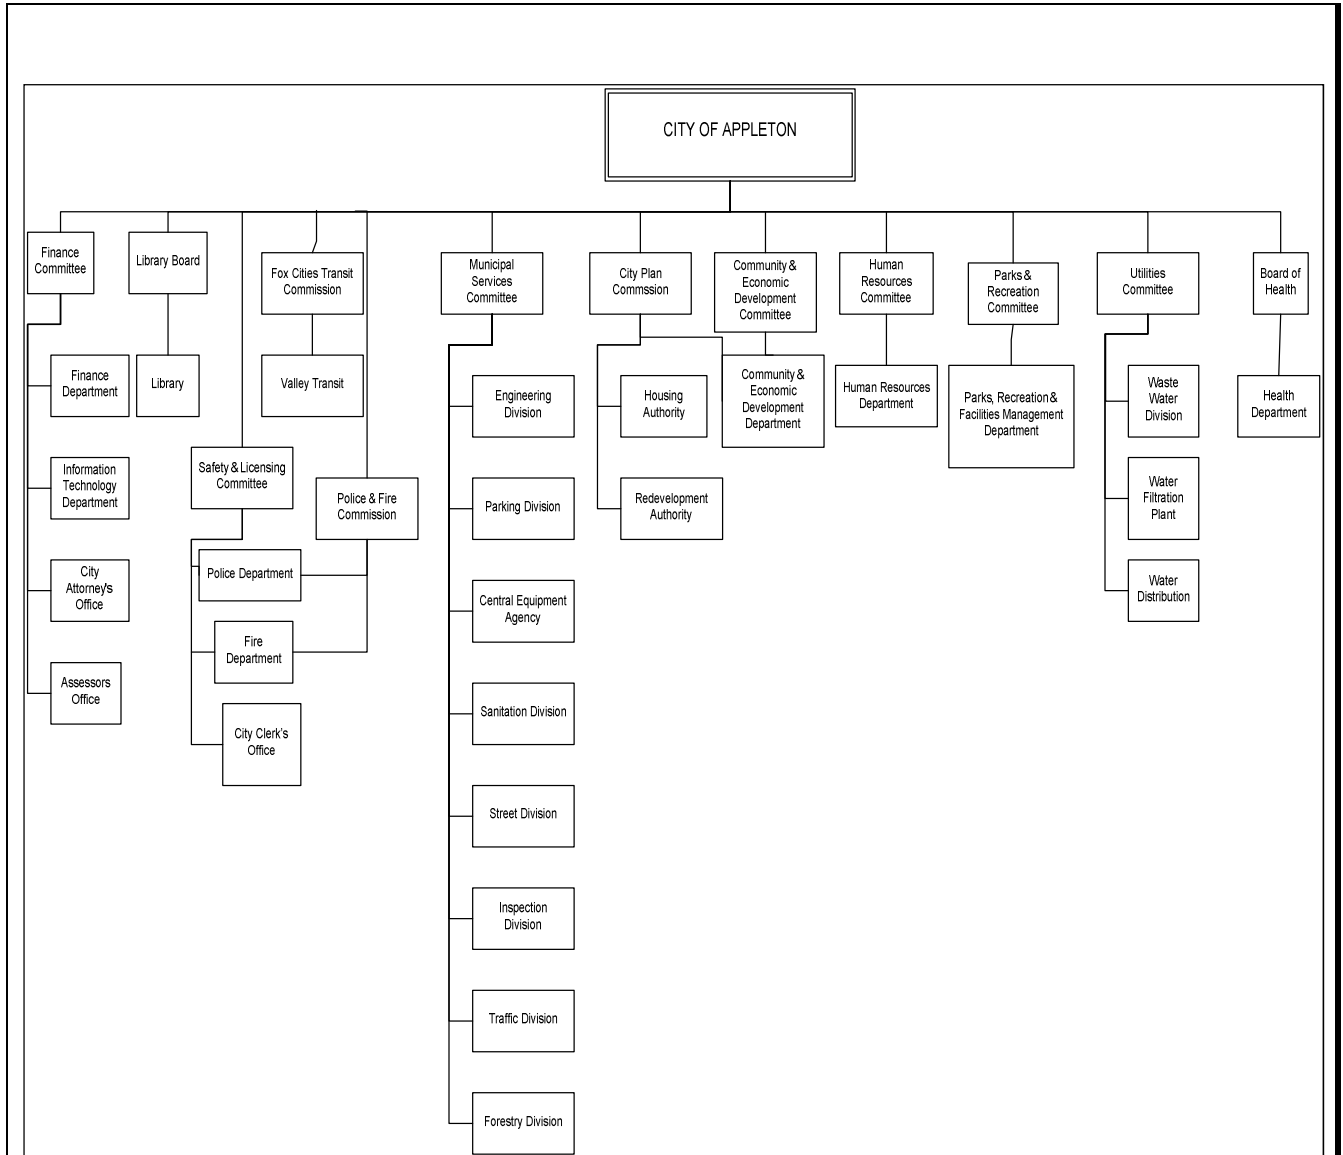 CITY OF APPLETON
Finance
Committee
Library Board
Fox Cities Transit
Commission
Municipal
Services
Committee
City Plan
Commssion
Community &
Economic
Development
Committee
Human
Resources
Committee
Parks &
Recreation
Committee
Utilities
Committee
Board of
Health
Finance
Department
Library
Valley Transit
Engineering
Division
Housing
Authority
Community &
Economic
Development
Department
Human Resources
Department
Parks, Recreation &
Facilities Management
Department
Waste
Water
Division
Health
Department
Information
Technology
Department
Safety & Licensing
Committee
Police & Fire
Commission
Parking Division
Redevelopment
Authority
Water
Filtration
Plant
City
Attorney's
Office
Police Department
Central Equipment
Agency
Water
Distribution
Fire
Department
Assessors
Office
City Clerk's
Office
Sanitation Division
Street Division
Inspection
Division
Traffic Division
Forestry Division